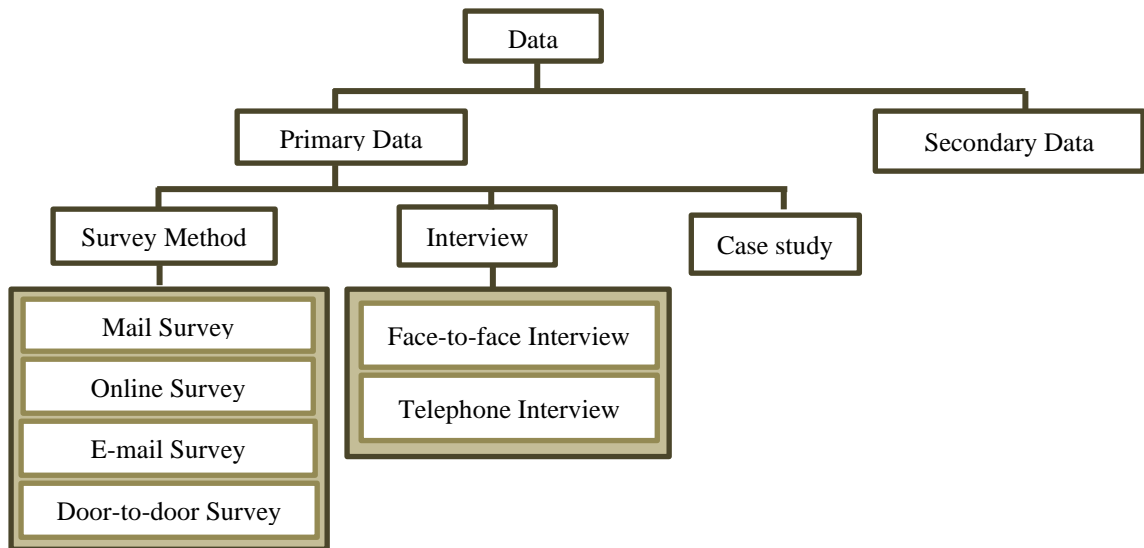 Data
Primary Data
Secondary Data
Survey Method
Interview
Case study
Mail Survey
Online Survey
E-mail Survey
Door-to-door Survey
Face-to-face Interview
Telephone Interview